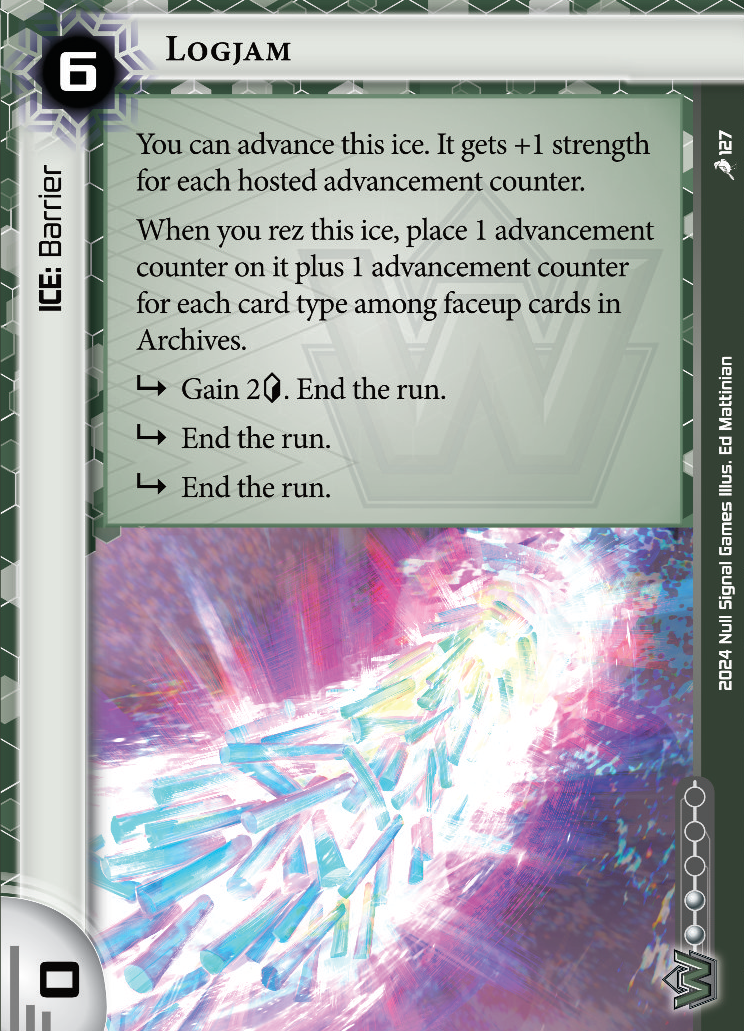 6
LOGJAM
ICE: Barrier
You can advance this ice. It gets +1 strength
for each hosted advancement counter.
When you rez this ice, place 1 advancement
counter on it plus 1 advancement counter
for each card type among faceup cards in
Archives.
↳ Gain 2. End the run.
↳ End the run.
↳ End the run.
127
2024 Null Signal Games Illus. Ed Mattinian
0
W